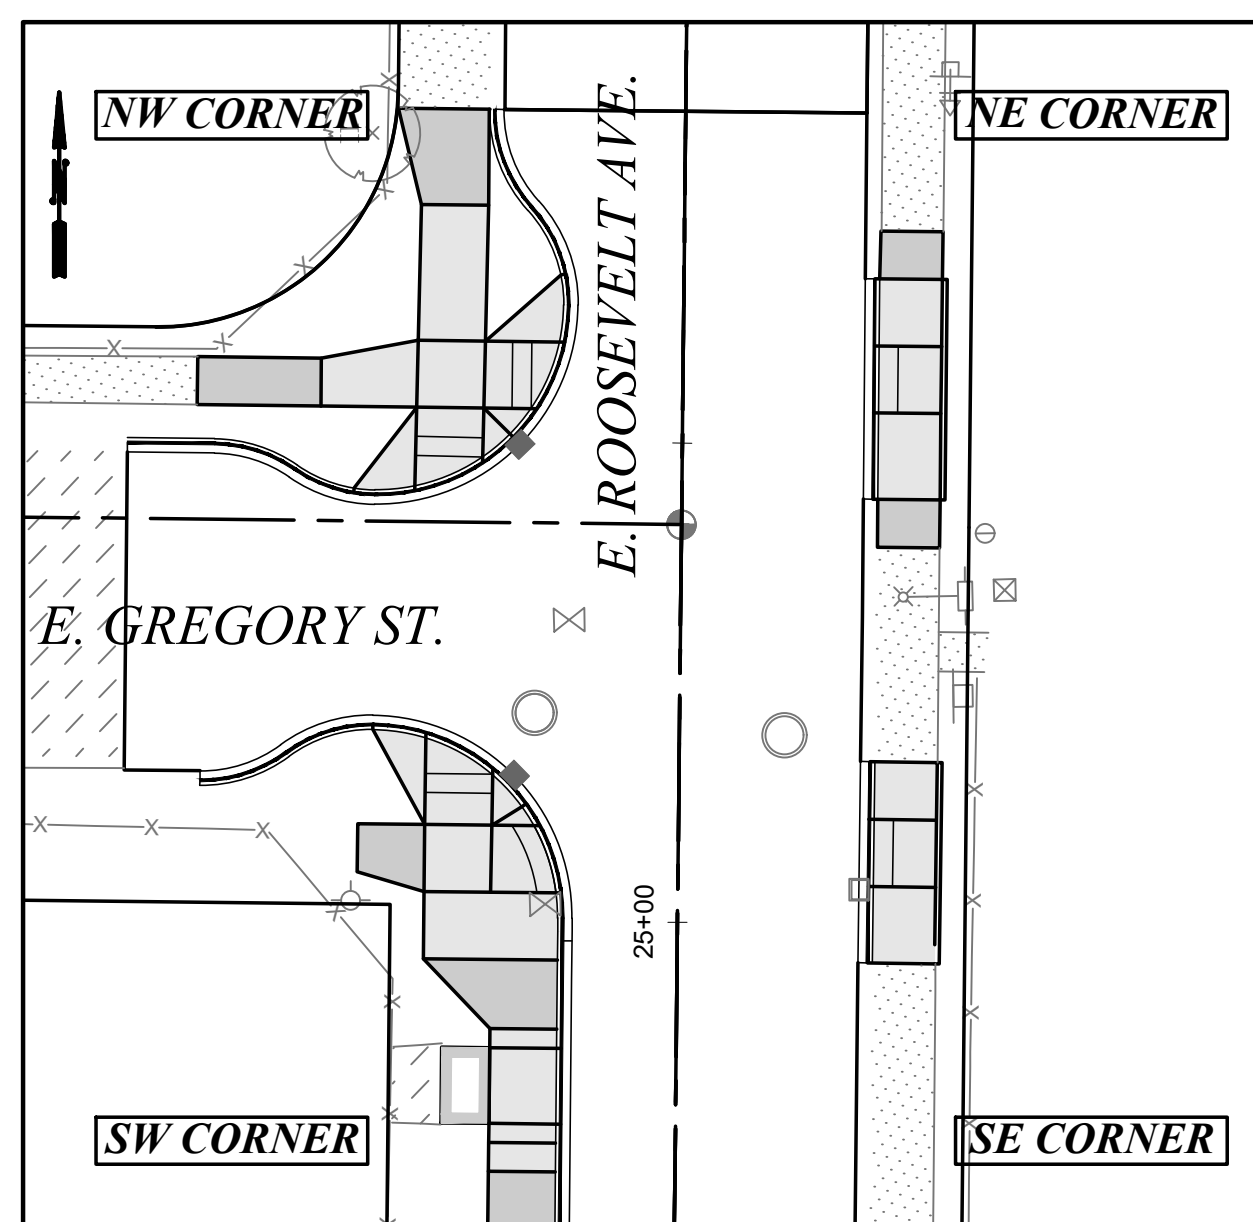 NW CORNER
NE CORNER
N
E. ROOSEVELT AVE.
E. GREGORY ST.
25+00
SW CORNER
SE CORNER